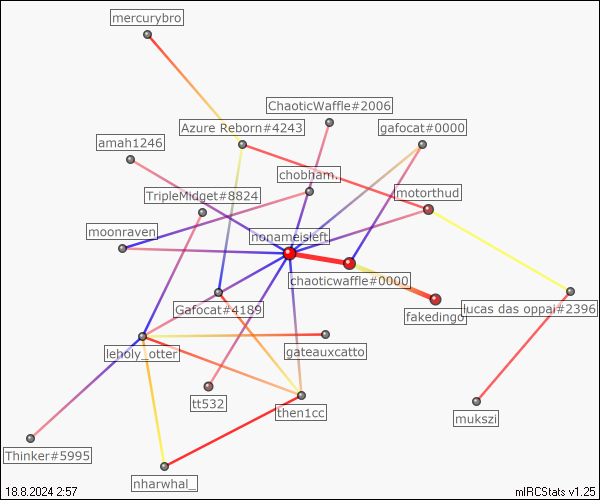 mercurybro
ChaoticWaffle#2006
Azure Reborn#4243
gafocat#0000
amah1246
chobham.
TripleMidget#8824
motorthud
moonraven
nonameisleft
chaoticwaffle#0000
Gafocat#4189
fakedingo
lucas das oppai#2396
leholy_otter
gateauxcatto
tt532
then1cc
mukszi
Thinker#5995
nharwhal_
18.8.2024 2:57
mIRCStats v1.25